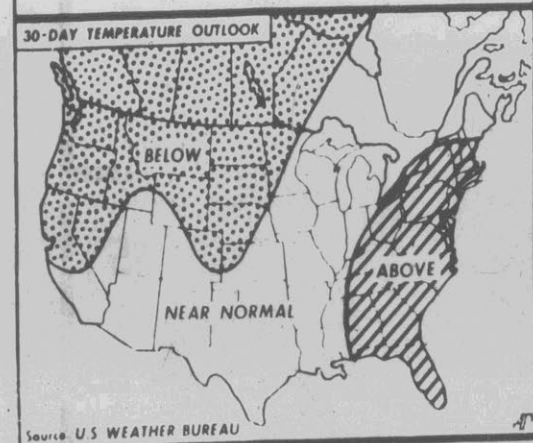 30-DAY TEMPERATURE OUTLOOK
BELOW
ABOVE
NEAR NORMAL
Source U.S WEATHER BUREAU